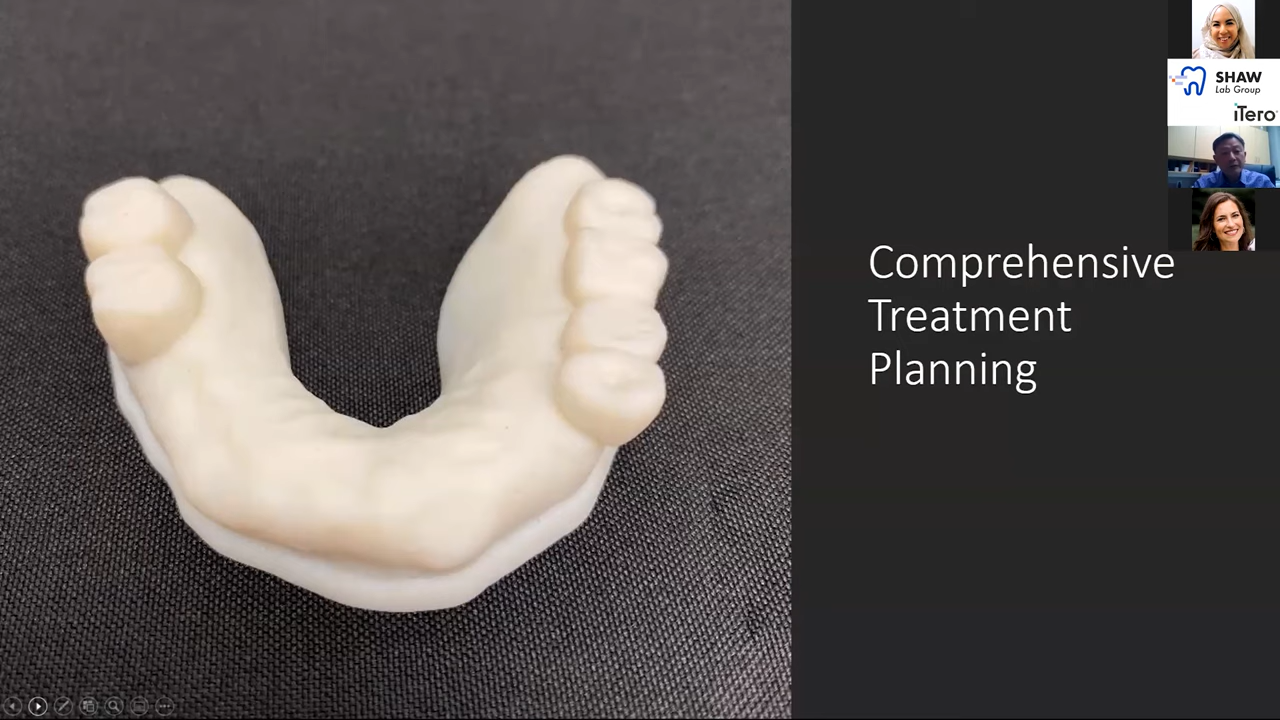 Comprehensive
Treatment
Planning
SHAW
Lab Group
iTero